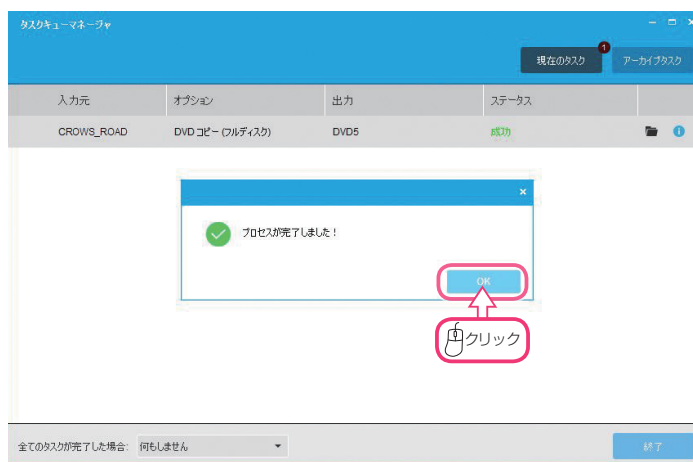 タスクキューマネージャ
1
現在のタスク アーカイブタスク
入力元 オプション 出力 ステータス
CROWS_ROAD DVD コピー (フルディスク) DVD5 成功
プロセスが完了しました！
OK
クリック
全てのタスクが完了した場合: 何もしません
終了